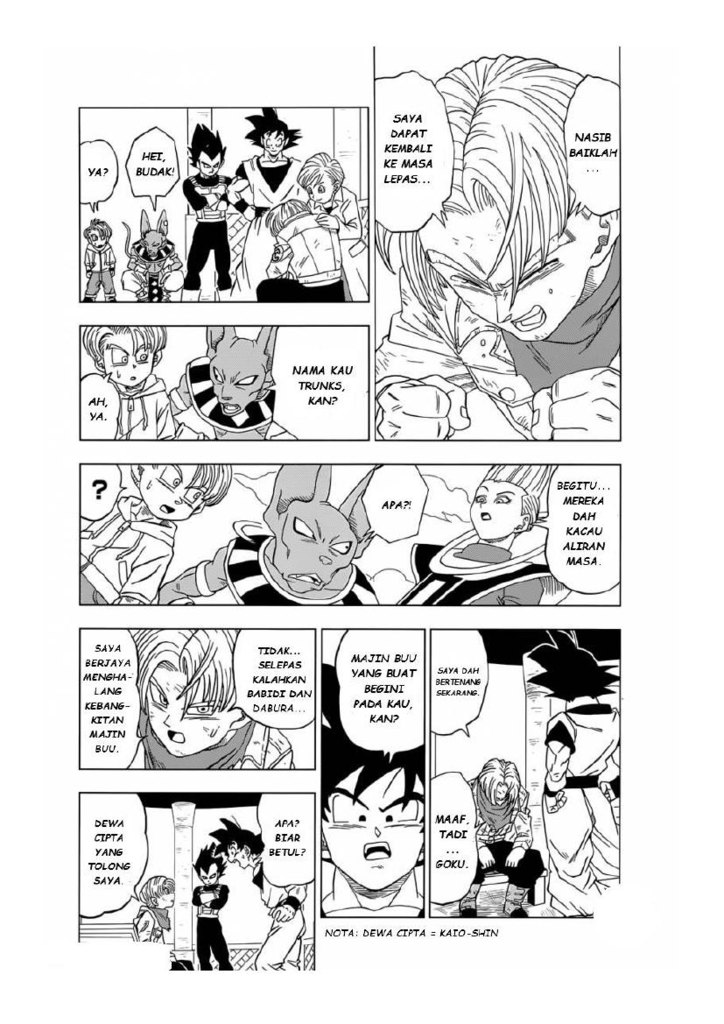 NASIB
BAIKLAH
...
SAYA
DAPAT
KEMBALI
KE MASA
LEPAS...
HEI,
BUDAK!
YA?
NAMA KAU
TRUNKS,
KAN?
AH,
YA.
BEGITU...
MEREKA
DAH
KACAU
ALIRAN
MASA.
APA?!
?
SAYA DAH
BERTENANG
SEKARANG.
MAAF,
TADI
...
GOKU.
MAJIN BUU
YANG BUAT
BEGINI
PADA KAU,
KAN?
TIDAK...
SELEPAS
KALAHKAN
BABIDI DAN
DABURA...
SAYA
BERJAYA
MENGHA-
LANG
KEBANG-
KITAN
MAJIN
BUU.
APA?
BIAR
BETUL?
DEWA
CIPTA
YANG
TOLONG
SAYA.
NOTA: DEWA CIPTA = KAIO-SHIN